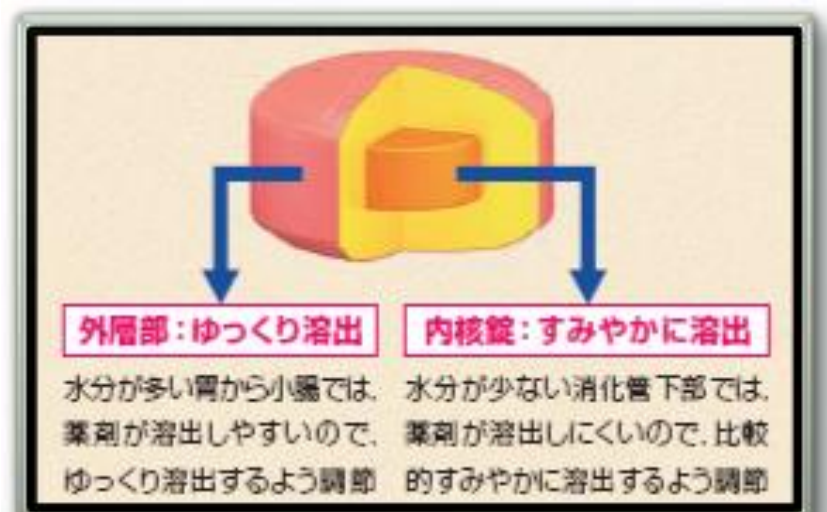 外層部：ゆっくり溶出
水分が多い胃から小腸では、
薬剤が溶出しやすいので、
ゆっくり溶出するよう調節
内核錠：すみやかに溶出
水分が少ない消化管下部では、
薬剤が溶出しにくいので、比較
的すみやかに溶出するよう調節